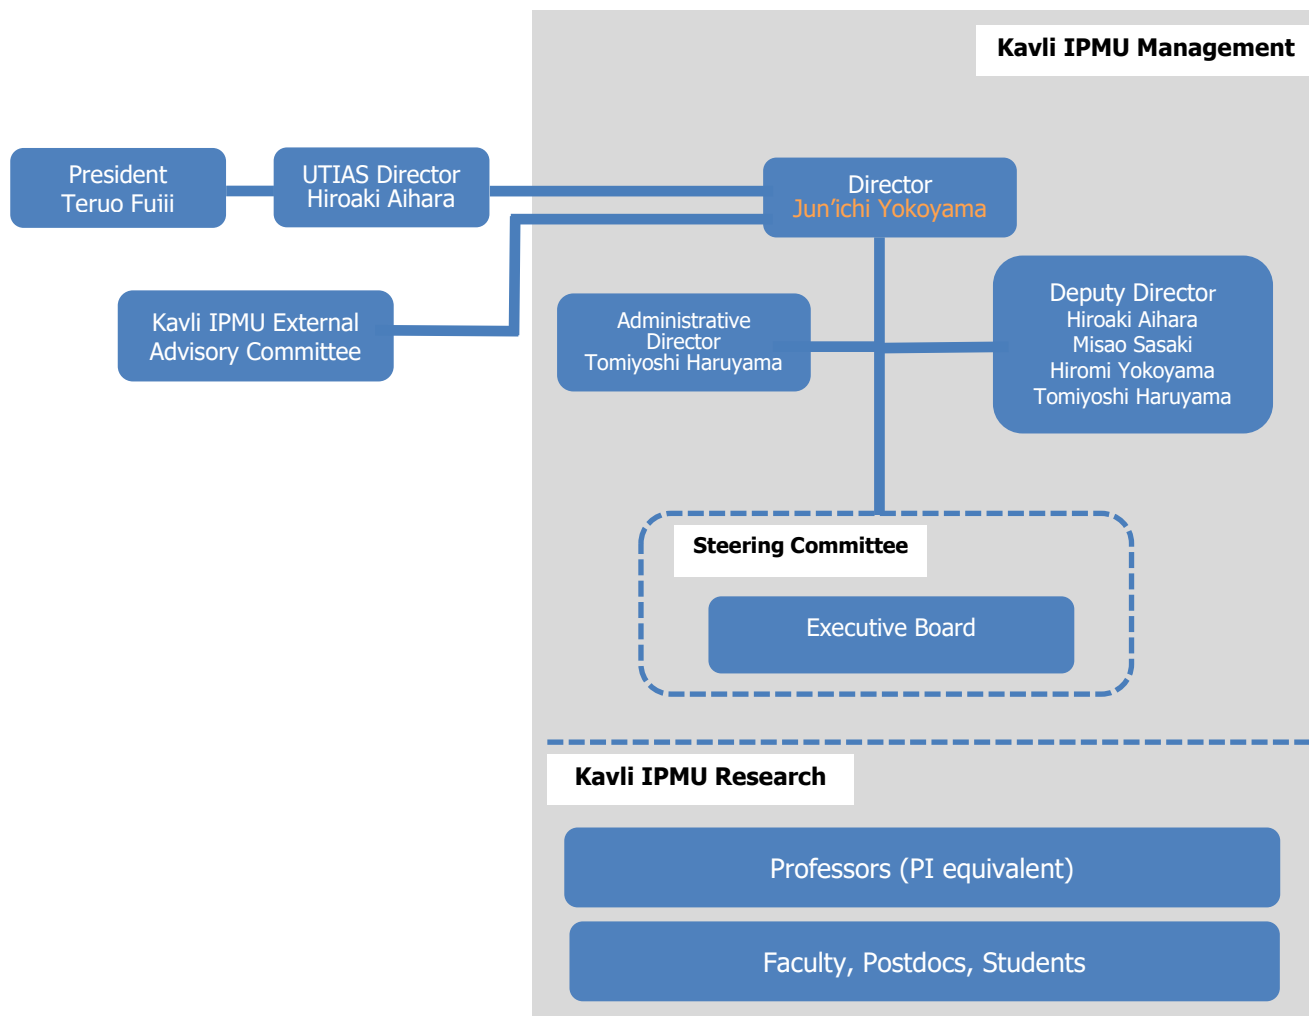 Kavli IPMU Management
President
Teruo Fuiii
UTIAS Director
Hiroaki Aihara
Director
Jun’ichi Yokoyama
Kavli IPMU External
Advisory Committee
Administrative
Director
Tomiyoshi Haruyama
Deputy Director
Hiroaki Aihara
Misao Sasaki
Hiromi Yokoyama
Tomiyoshi Haruyama
Steering Committee
Executive Board
Kavli IPMU Research
Professors (PI equivalent)
Faculty, Postdocs, Students